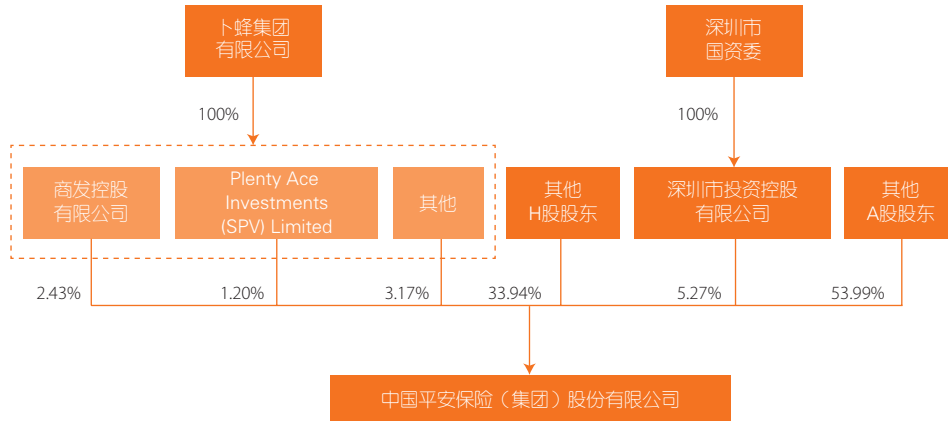 卜蜂集团
有限公司
深圳市
国资委
100%
100%
商发控股
有限公司
Plenty Ace
Investments
(SPV) Limited
其他
其他
H股股东
深圳市投资控股
有限公司
其他
A股股东
2.43%
1.20%
3.17%
33.94%
5.27%
53.99%
中国平安保险（集团）股份有限公司